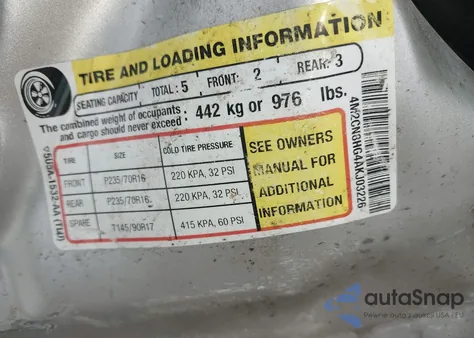 TIRE AND LOADING INFORMATION
SEATING CAPACITY TOTAL: 5 FRONT: 2 REAR: 3
The combined weight of occupants and cargo should never exceed : 442 kg or 976 lbs.
TIRE SIZE COLD TIRE PRESSURE
FRONT P235/70R16 220 KPA, 32 PSI
REAR P235/70R16 220 KPA, 32 PSI
SPARE T145/90R17 415 KPA, 60 PSI
SEE OWNERS
MANUAL FOR
ADDITIONAL
INFORMATION
autoSnap